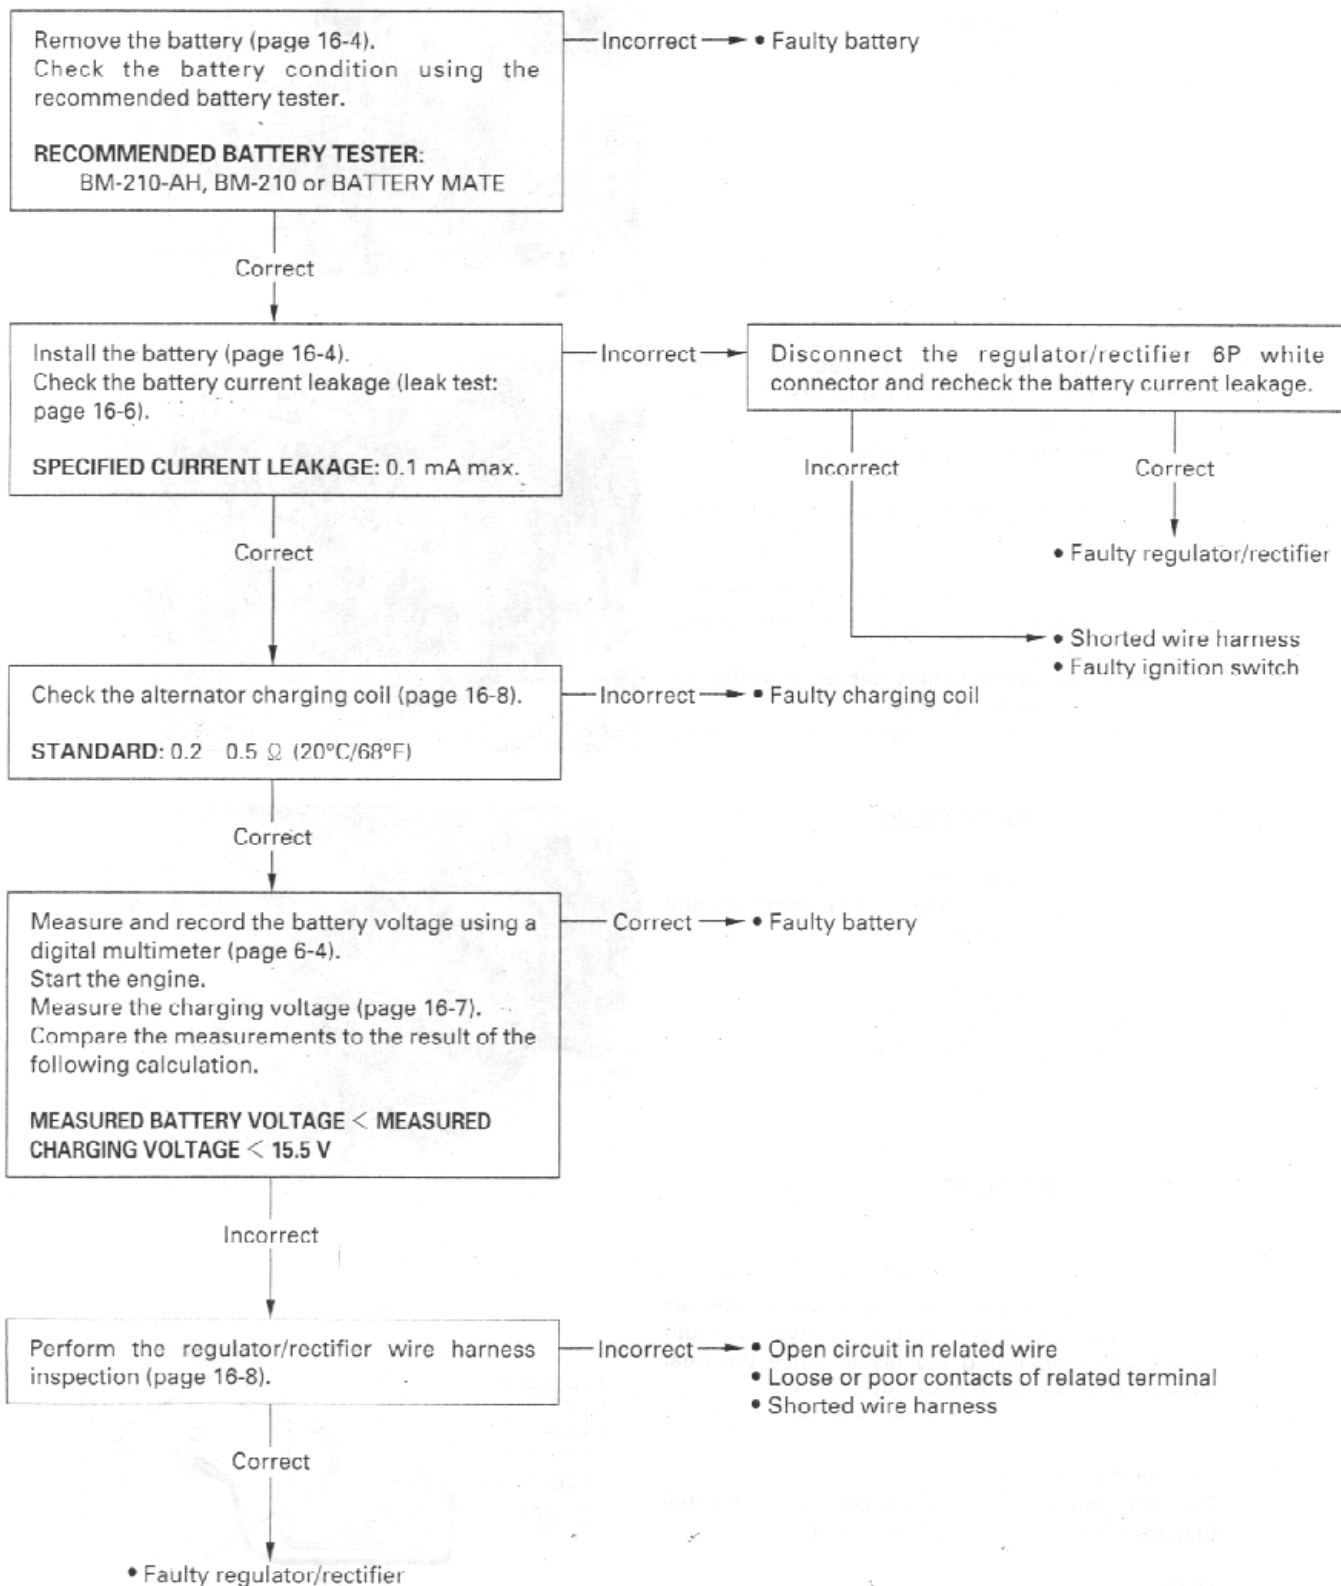 Remove the battery (page 16-4).
Check the battery condition using the
recommended battery tester.
RECOMMENDED BATTERY TESTER:
BM-210-AH, BM-210 or BATTERY MATE
Incorrect
• Faulty battery
Correct
Install the battery (page 16-4).
Check the battery current leakage (leak test:
page 16-6).
SPECIFIED CURRENT LEAKAGE: 0.1 mA max.
Incorrect
Disconnect the regulator/rectifier 6P white
connector and recheck the battery current leakage.
Incorrect
Correct
• Faulty regulator/rectifier
• Shorted wire harness
• Faulty ignition switch
Correct
Check the alternator charging coil (page 16-8).
STANDARD: 0.2 0.5 Ω (20°C/68°F)
Incorrect
• Faulty charging coil
Correct
Measure and record the battery voltage using a
digital multimeter (page 6-4).
Start the engine.
Measure the charging voltage (page 16-7).
Compare the measurements to the result of the
following calculation.
MEASURED BATTERY VOLTAGE < MEASURED
CHARGING VOLTAGE < 15.5 V
Correct
• Faulty battery
Incorrect
Perform the regulator/rectifier wire harness
inspection (page 16-8).
Incorrect
• Open circuit in related wire
• Loose or poor contacts of related terminal
• Shorted wire harness
Correct
• Faulty regulator/rectifier